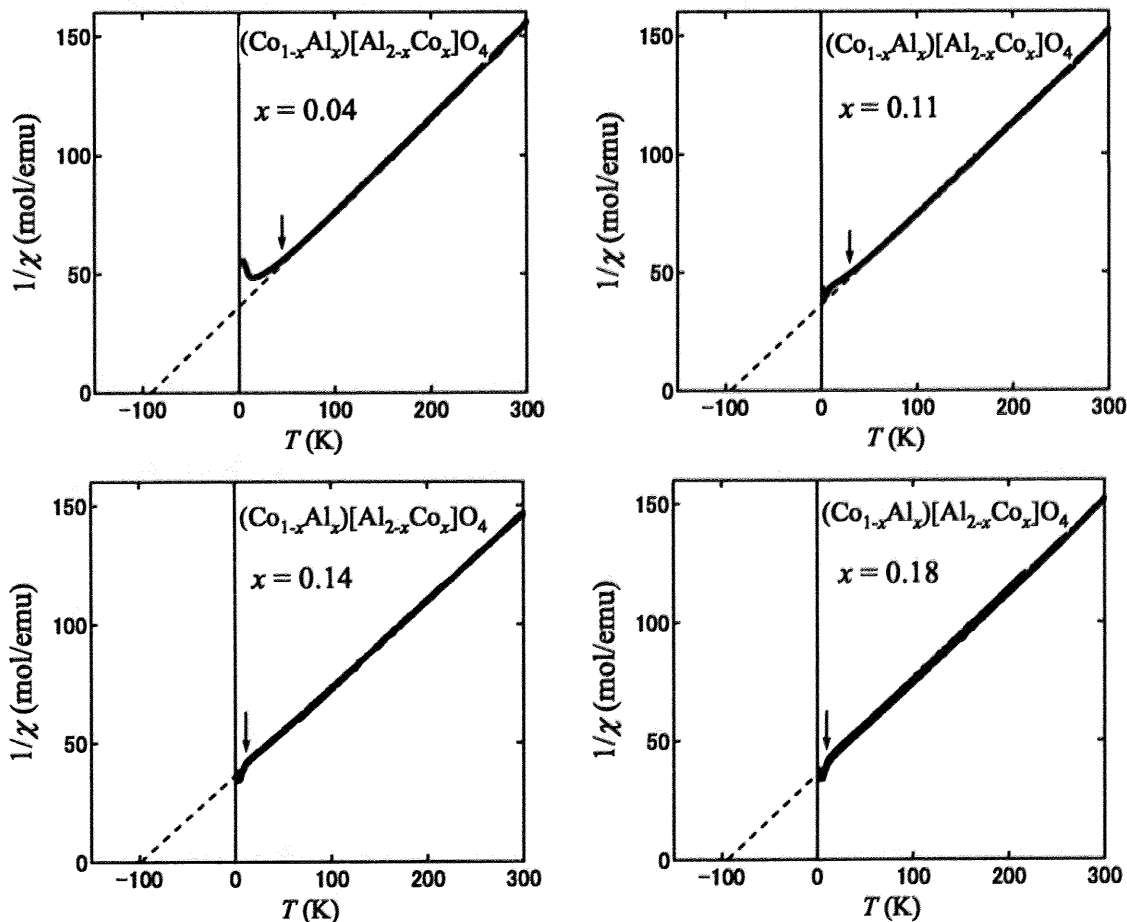 (Co₁₋ₓAlₓ)[Al₂₋ₓCoₓ]O₄
x = 0.04
1/χ (mol/emu)
150
100
50
0
−100 0 100 200 300
T (K)
(Co₁₋ₓAlₓ)[Al₂₋ₓCoₓ]O₄
x = 0.11
1/χ (mol/emu)
150
100
50
0
−100 0 100 200 300
T (K)
(Co₁₋ₓAlₓ)[Al₂₋ₓCoₓ]O₄
x = 0.14
1/χ (mol/emu)
150
100
50
0
−100 0 100 200 300
T (K)
(Co₁₋ₓAlₓ)[Al₂₋ₓCoₓ]O₄
x = 0.18
1/χ (mol/emu)
150
100
50
0
−100 0 100 200 300
T (K)